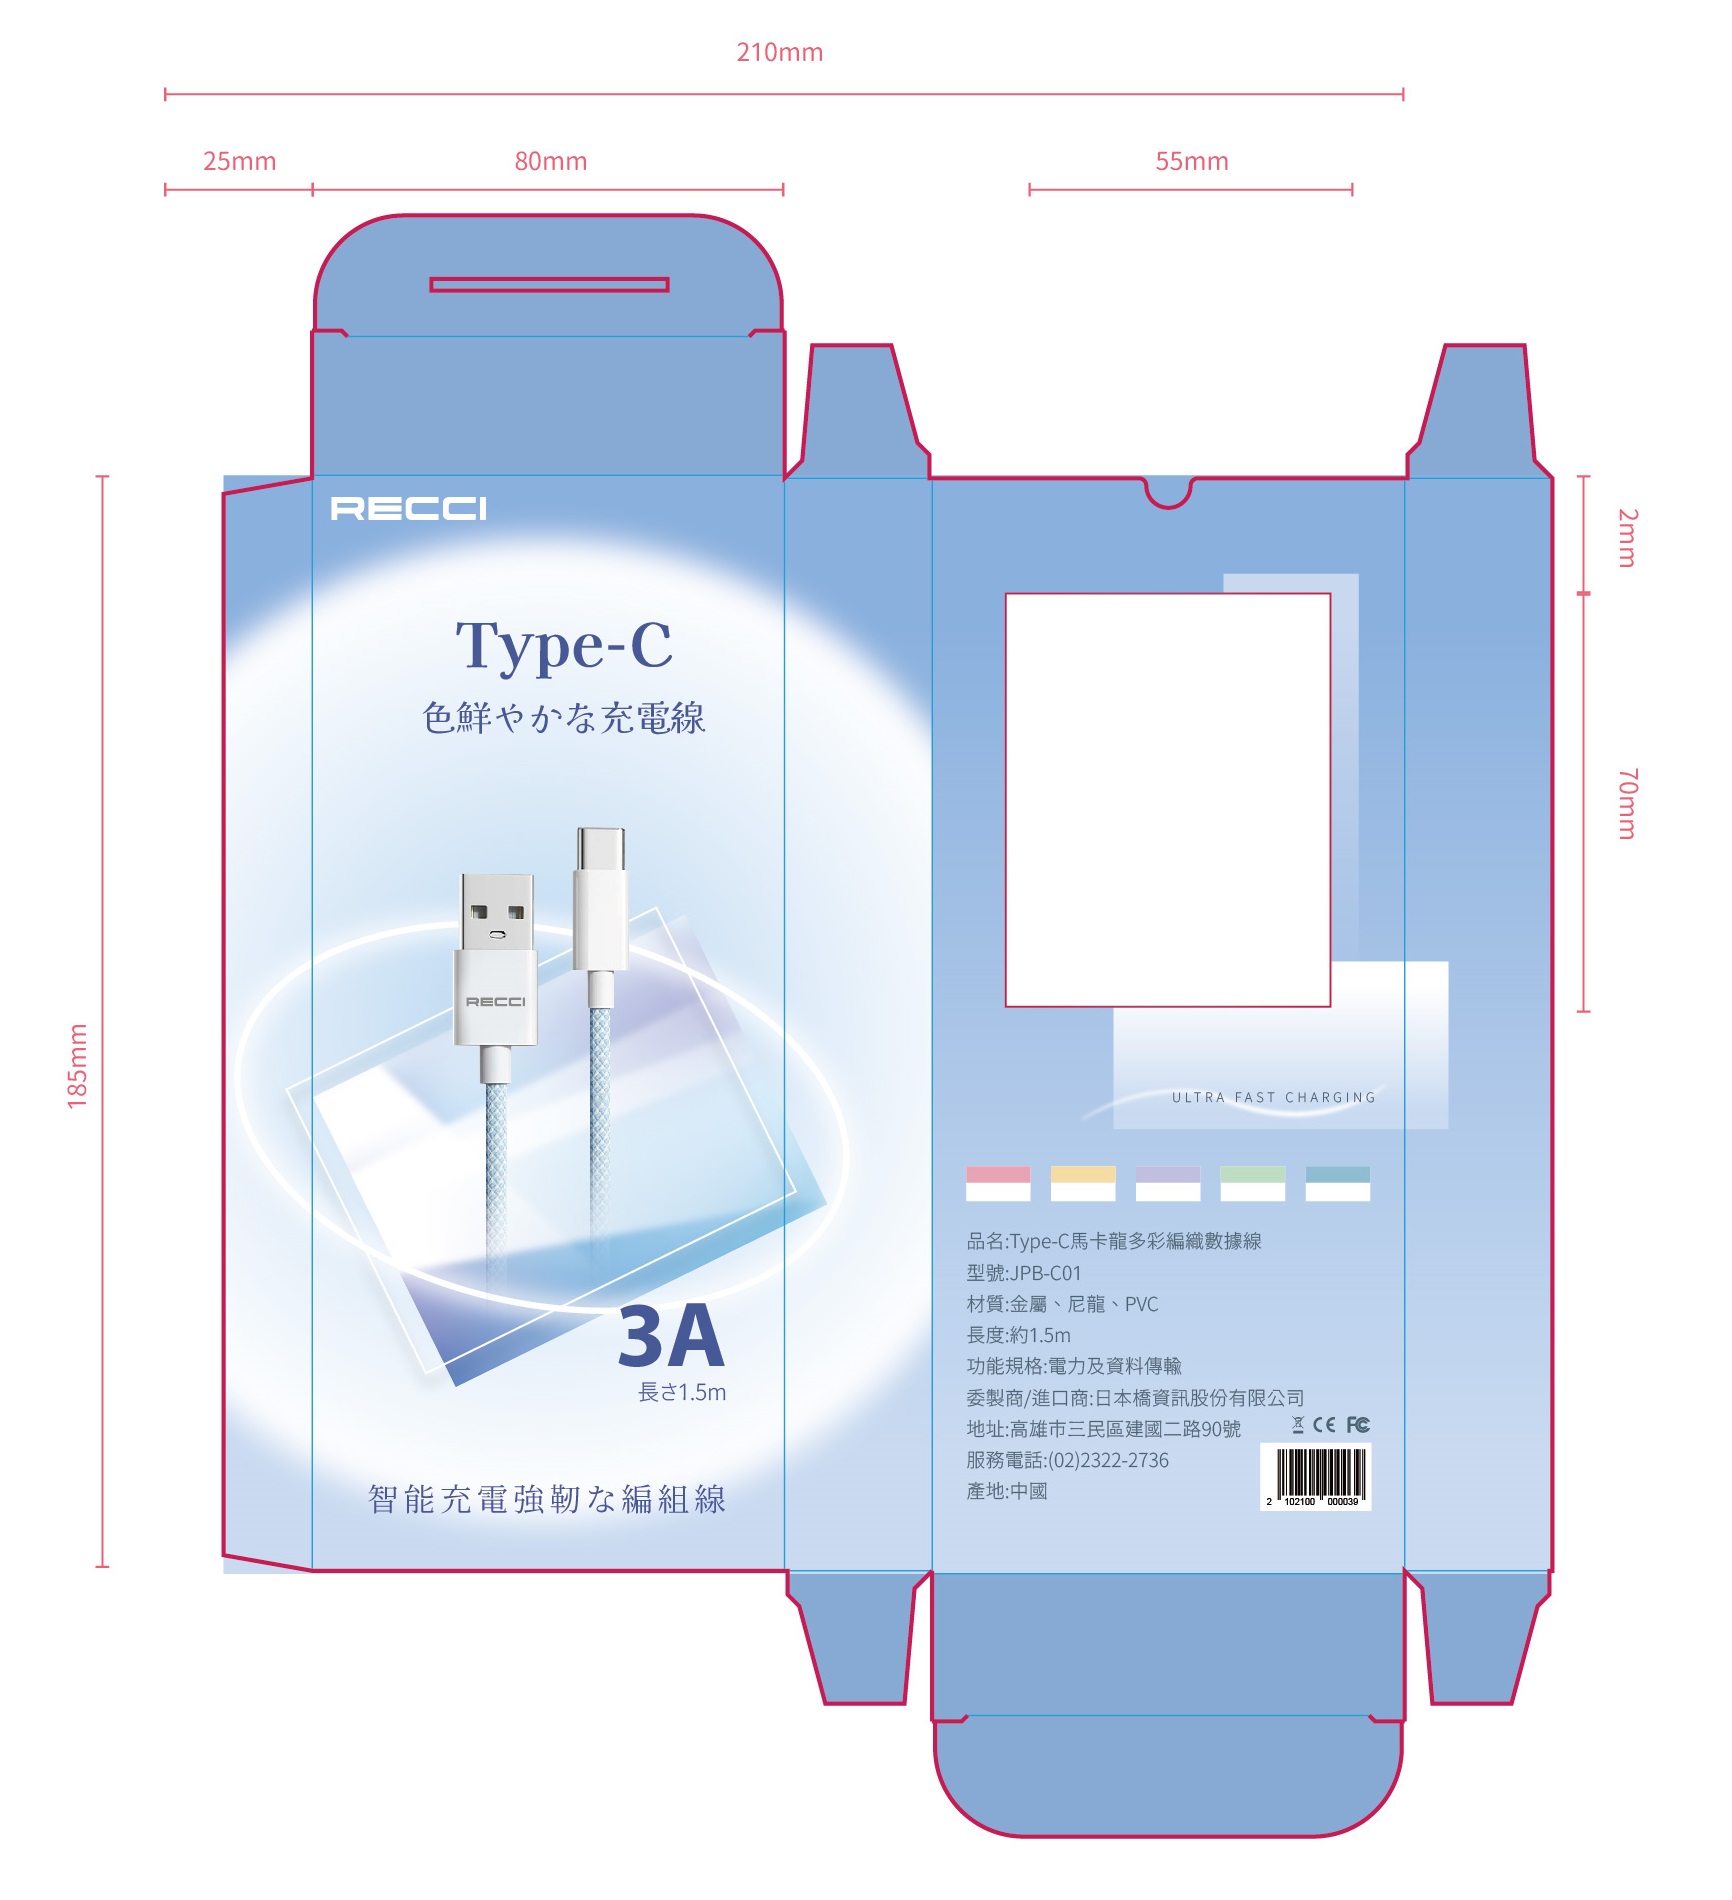 210mm
25mm
80mm
55mm
2mm
70mm
185mm
RECCI
Type-C
色鮮やかな充電線
RECCI
3A
長さ1.5m
智能充電強靭な編組線
ULTRA FAST CHARGING
品名:Type-C馬卡龍多彩編織數據線
型號:JPB-C01
材質:金屬、尼龍、PVC
長度:約1.5m
功能規格:電力及資料傳輸
委製商/進口商:日本橋資訊股份有限公司
地址:高雄市三民區建國二路90號
服務電話:(02)2322-2736
產地:中國
CE FC
2 102100 000039